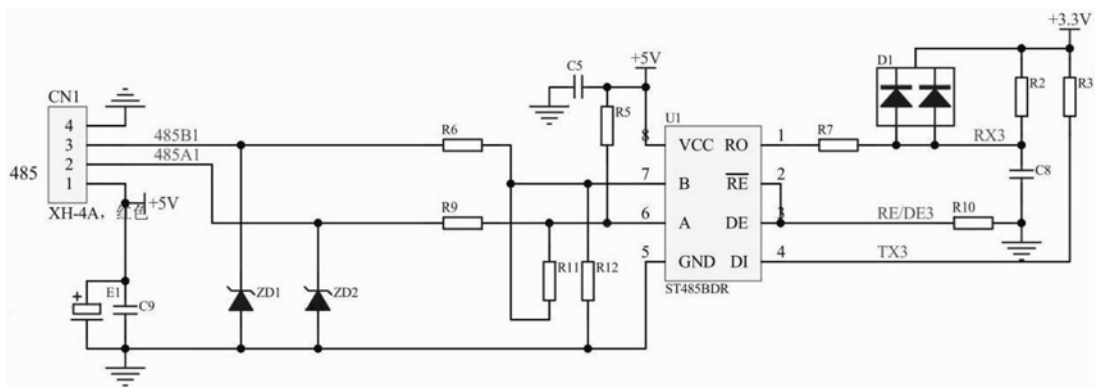 +3.3V
D1
+5V
C5
R2
R3
CN1
R5
U1
4
485B1
R6
8
VCC
RO
1
R7
RX3
3
485A1
485
2
7
B
RE
2
C8
1
+5V
XH-4A，红色
R9
6
A
DE
3
RE/DE3
R10
R11
R12
5
GND
DI
4
TX3
ST485BDR
+
E1
C9
ZD1
ZD2